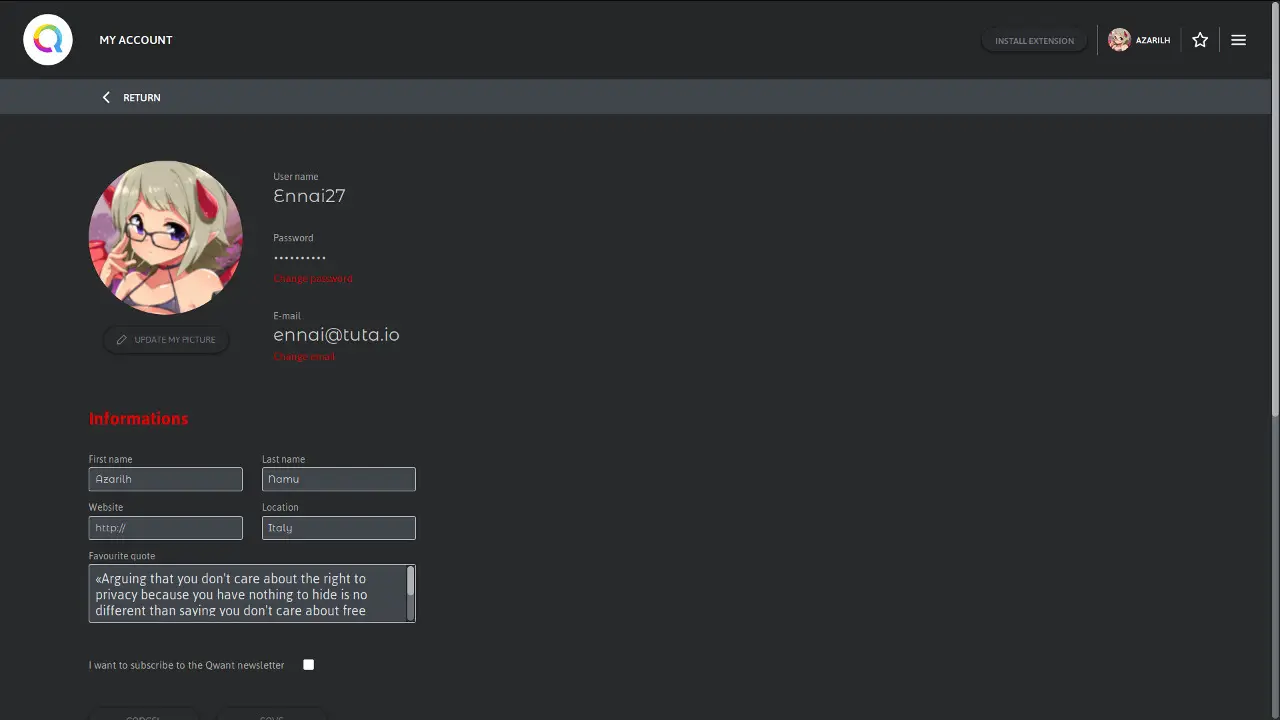 MY ACCOUNT
INSTALL EXTENSION
AZARILH
RETURN
User name
Ennai27
Password
••••••••••
Change password
E-mail
ennai@tuta.io
Change email
UPDATE MY PICTURE
Informations
First name
Last name
Azarilh
Namu
Website
Location
http://
Italy
Favourite quote
«Arguing that you don't care about the right to
privacy because you have nothing to hide is no
different than saying you don't care about free
I want to subscribe to the Qwant newsletter